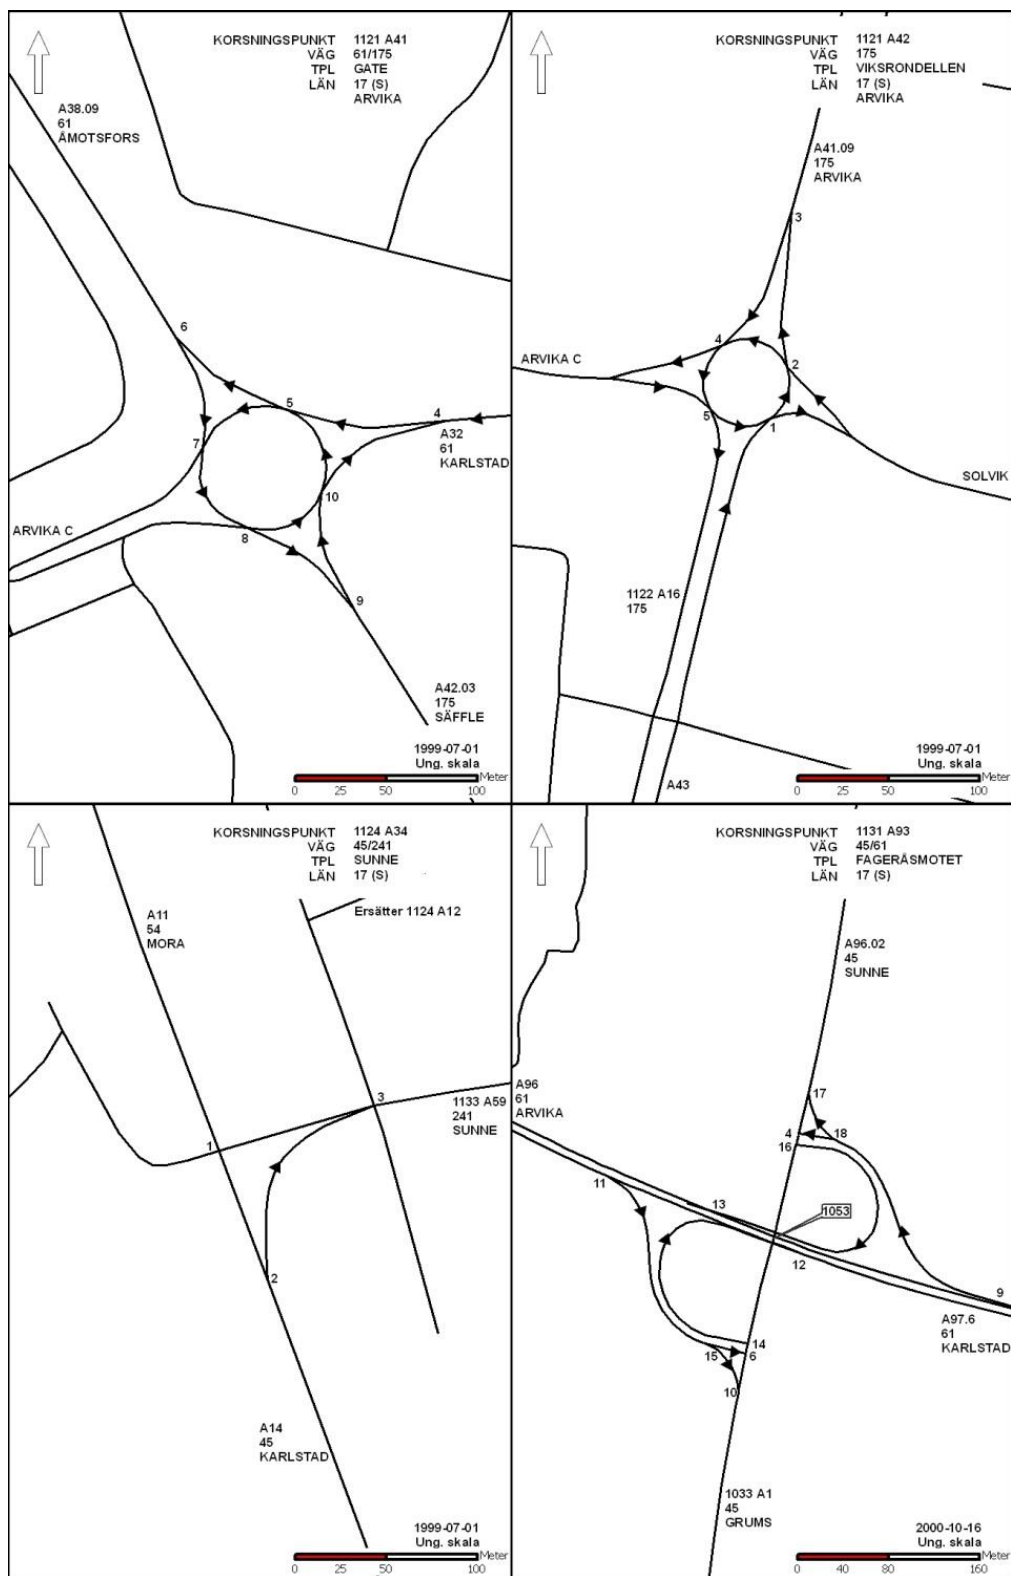 KORSNINGSPUNKT 1121 A41
VÄG 61/175
TPL GATE
LÄN 17 (S)
ARVIKA
A38.09
61
ÅMOTSFORS
6
5
4
A32
61
KARLSTAD
7
10
ARVIKA C
8
9
A42.03
175
SÄFFLE
1999-07-01
Ung. skala
Meter
0 25 50 100
KORSNINGSPUNKT 1121 A42
VÄG 175
TPL VIKSRONDELLEN
LÄN 17 (S)
ARVIKA
A41.09
175
ARVIKA
3
4
ARVIKA C
2
5
1
SOLVIK
1122 A16
175
A43
1999-07-01
Ung. skala
Meter
0 25 50 100
KORSNINGSPUNKT 1124 A34
VÄG 45/241
TPL SUNNE
LÄN 17 (S)
Ersätter 1124 A12
A11
54
MORA
3
1133 A59
241
SUNNE
1
2
A14
45
KARLSTAD
1999-07-01
Ung. skala
Meter
0 25 50 100
KORSNINGSPUNKT 1131 A93
VÄG 45/61
TPL FAGERÅSMOTET
LÄN 17 (S)
A96.02
45
SUNNE
A96
61
ARVIKA
17
4
18
16
11
13
1053
12
9
A97.6
61
KARLSTAD
14
15
6
10
1033 A1
45
GRUMS
2000-10-16
Ung. skala
Meter
0 40 80 160